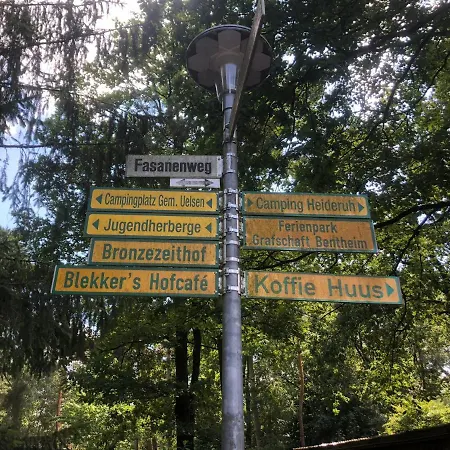 Fasanenweg
Campingplatz Gem. Uelsen
Jugendherberge
Bronzezeithof
Blekker's Hofcafé
Camping Heideruh
Ferienpark
Grafschaft Bentheim
Koffie Huus